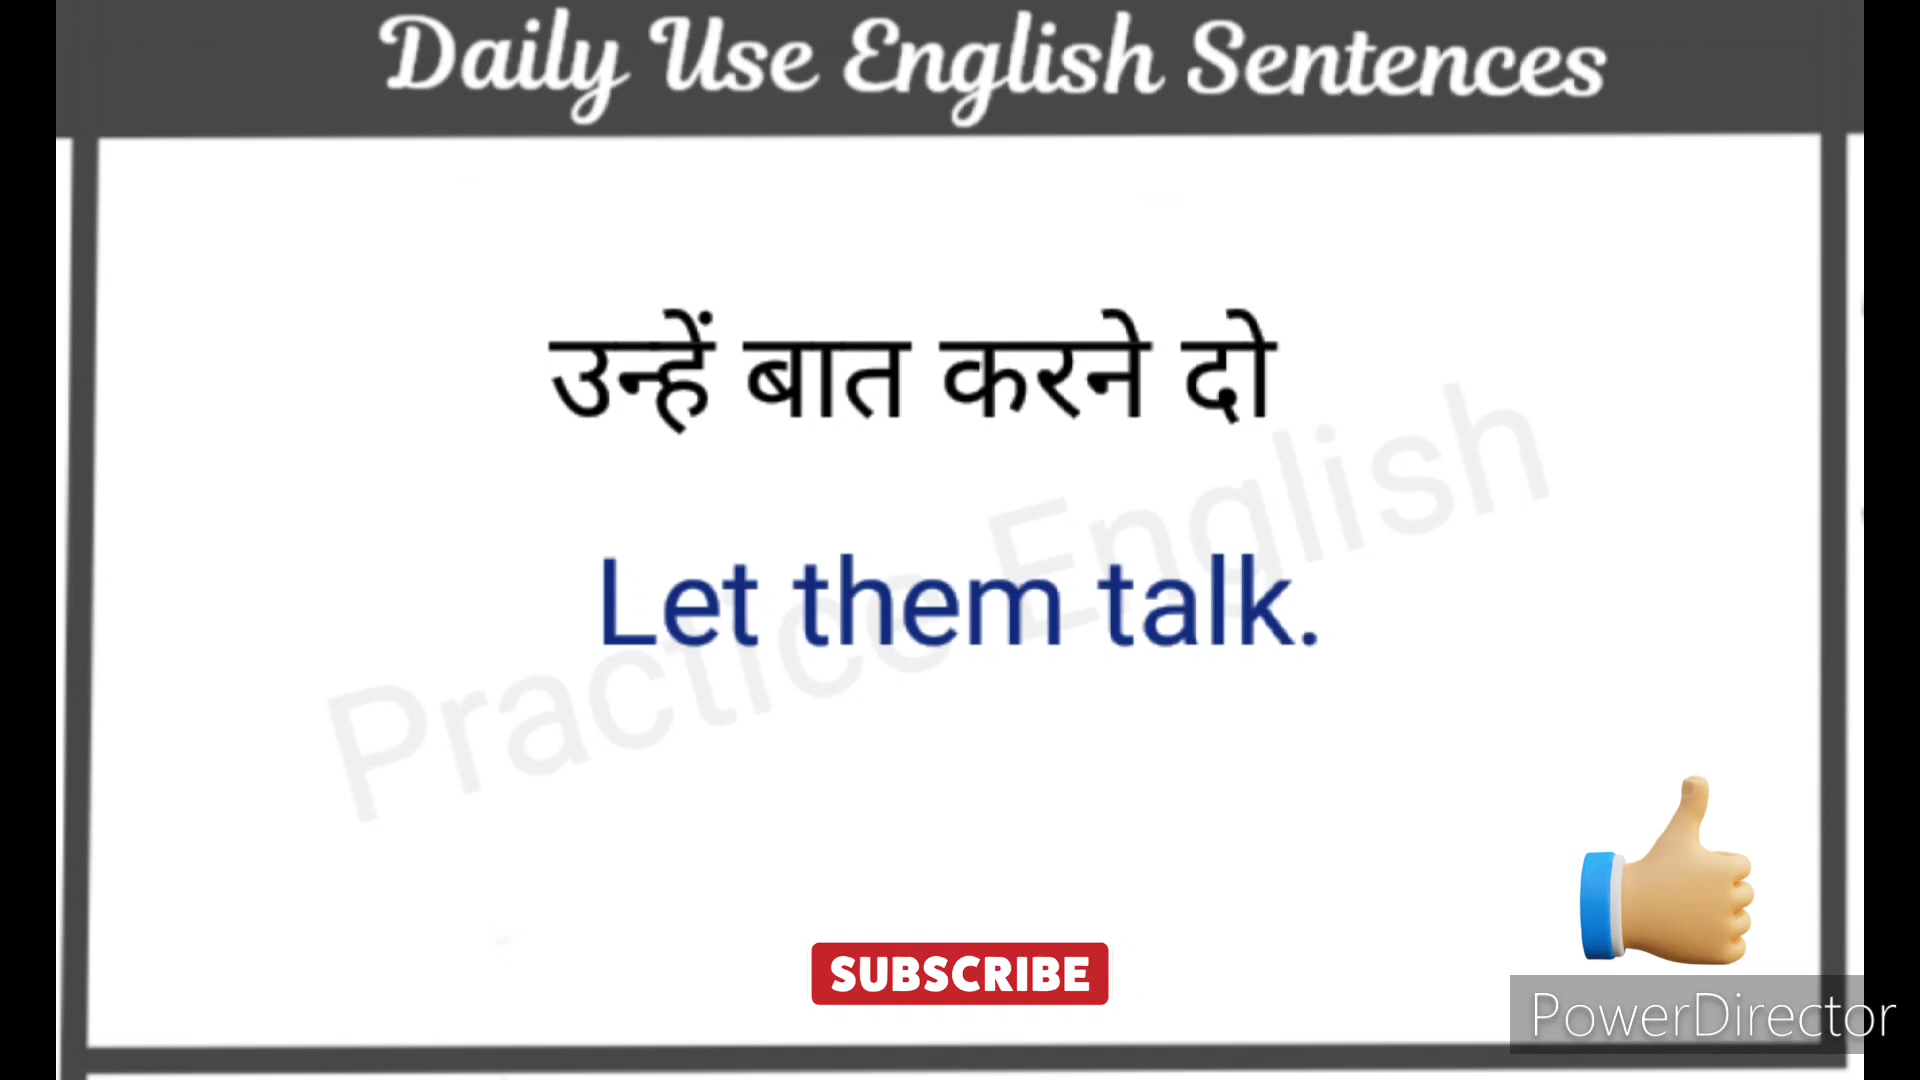 Daily Use English Sentences
उन्हें बात करने दो
Let them talk.
Practice English
SUBSCRIBE
PowerDirector